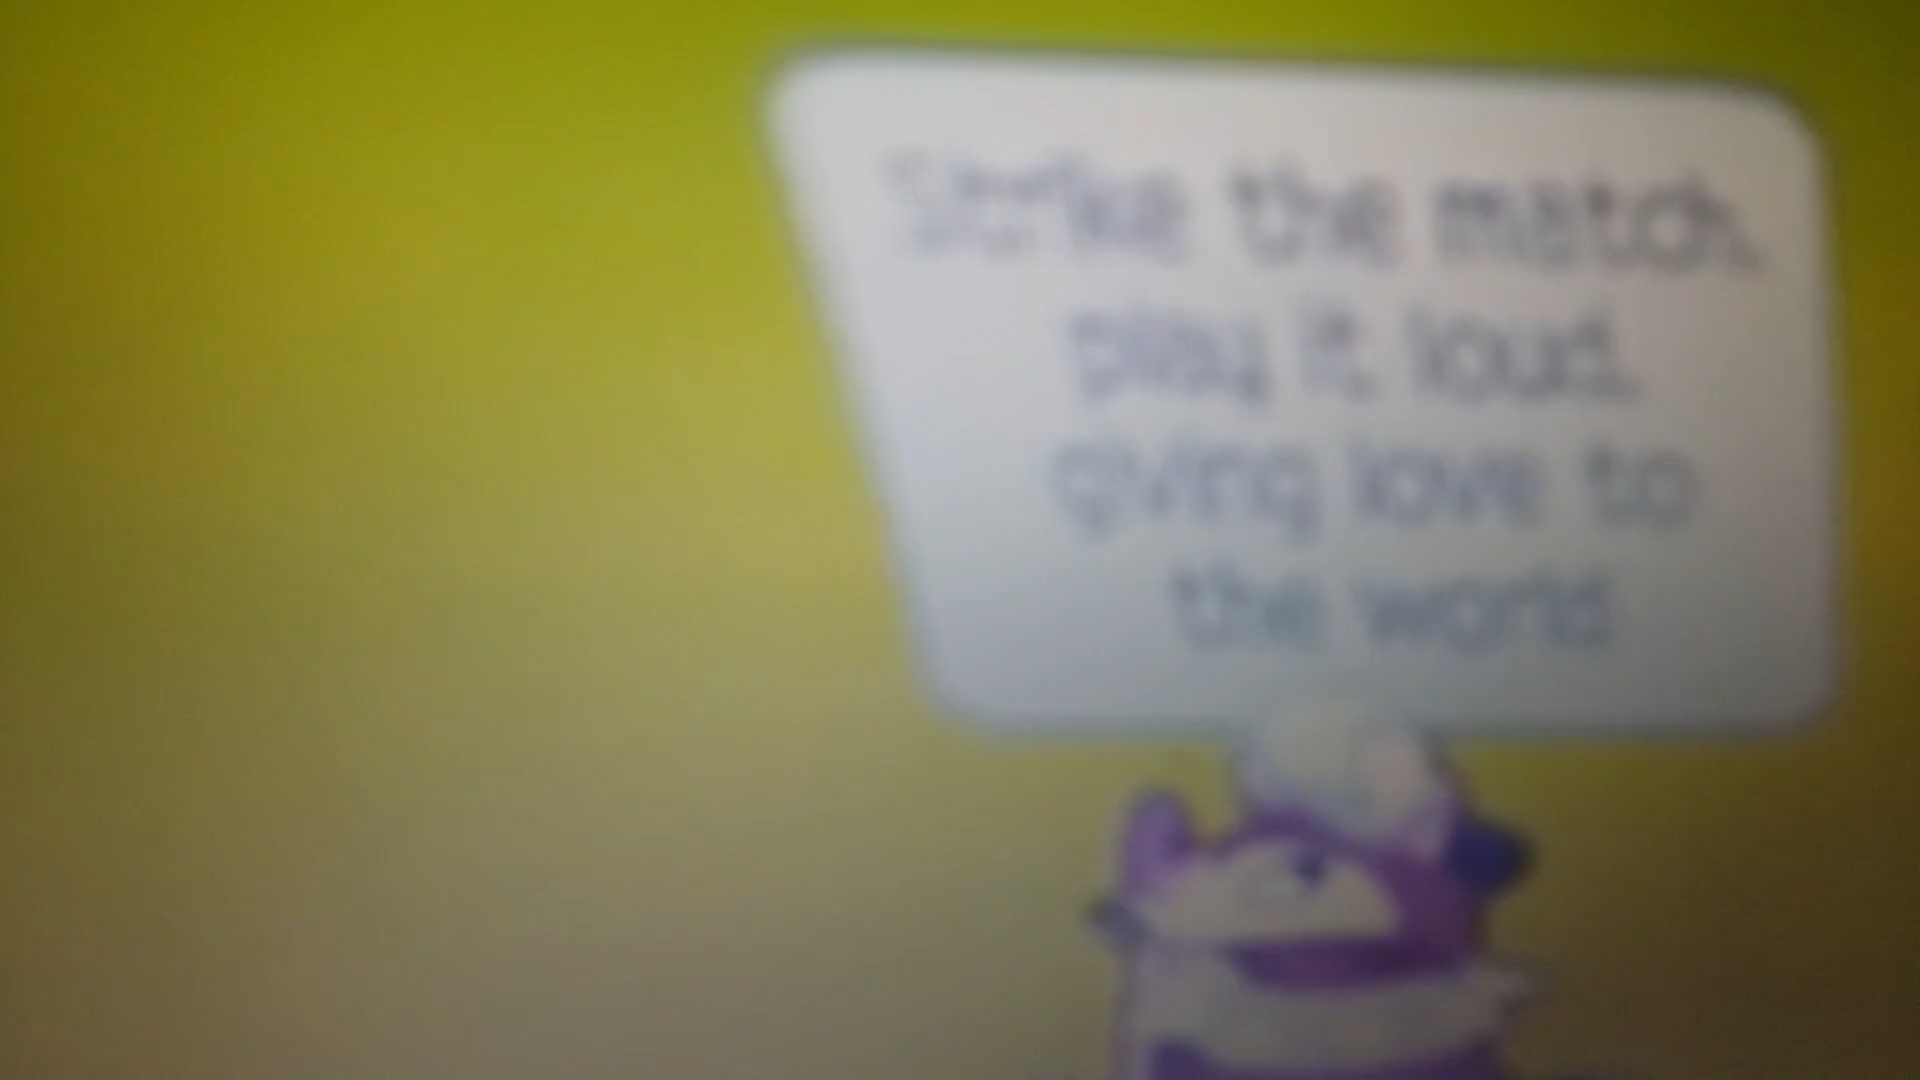 Strike the match,
play it loud,
giving love to
the world